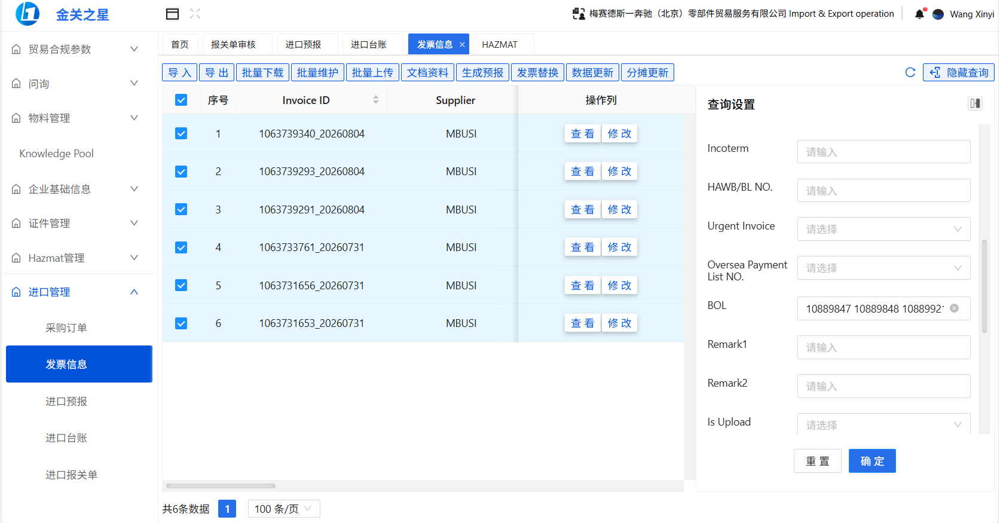 金关之星
梅赛德斯一奔驰（北京）零部件贸易服务有限公司 Import & Export operation
Wang Xinyi
贸易合规参数
问询
物料管理
Knowledge Pool
企业基础信息
证件管理
Hazmat管理
进口管理
采购订单
发票信息
进口预报
进口台账
进口报关单
首页 报关单审核 进口预报 进口台账 发票信息 × HAZMAT
导 入 导 出 批量下载 批量维护 批量上传 文档资料 生成预报 发票替换 数据更新 分摊更新 隐藏查询
序号 Invoice ID Supplier 操作列
1 1063739340_20260804 MBUSI 查 看 修 改
2 1063739293_20260804 MBUSI 查 看 修 改
3 1063739291_20260804 MBUSI 查 看 修 改
4 1063733761_20260731 MBUSI 查 看 修 改
5 1063731656_20260731 MBUSI 查 看 修 改
6 1063731653_20260731 MBUSI 查 看 修 改
共6条数据 1 100 条/页
查询设置
Incoterm 请输入
HAWB/BL NO. 请输入
Urgent Invoice 请选择
Oversea Payment
List NO. 请选择
BOL 10889847 10889848 1088992
Remark1 请输入
Remark2 请输入
Is Upload 请选择
重 置 确 定